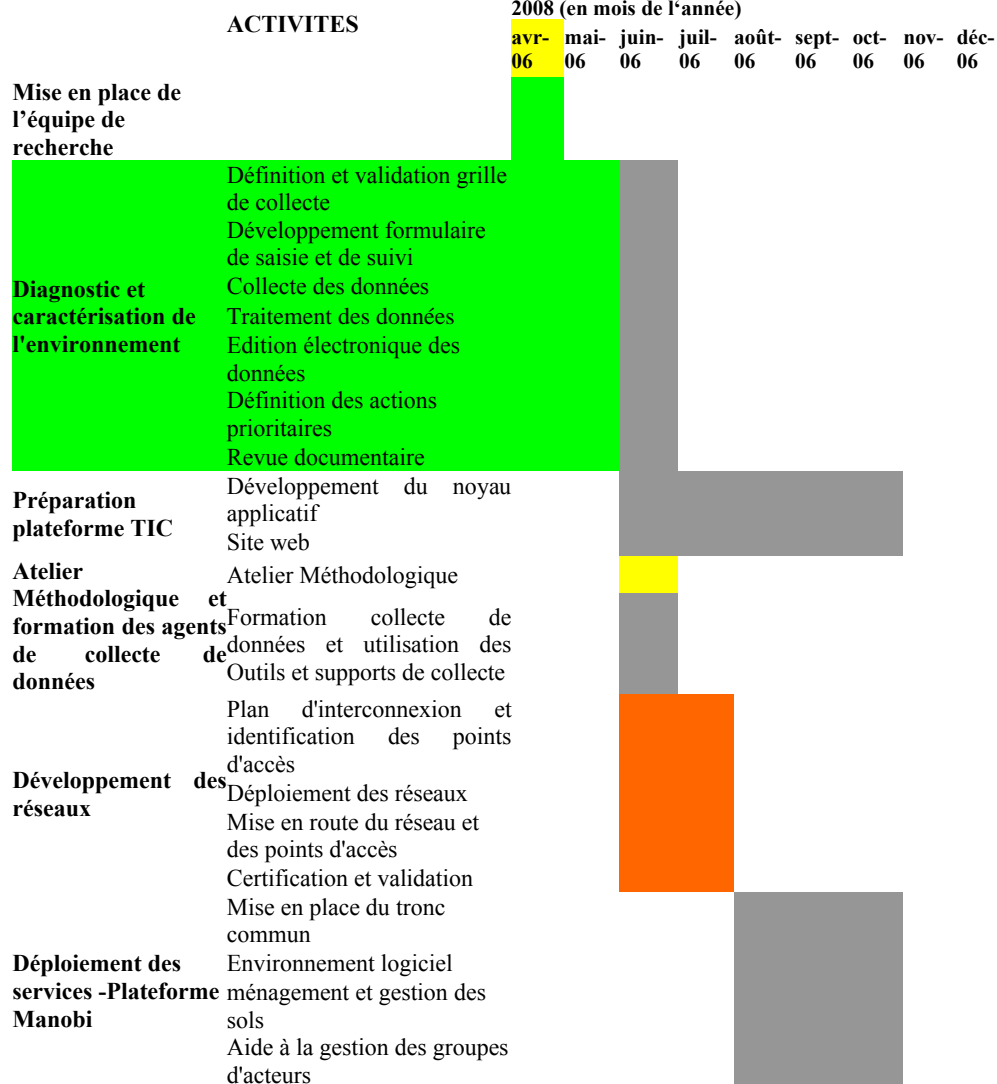 2008 (en mois de l‘année)
ACTIVITES
avr- mai- juin- juil- août- sept- oct- nov- déc-
06 06 06 06 06 06 06 06 06
Mise en place de
l’équipe de
recherche
Diagnostic et
caractérisation de
l'environnement
Définition et validation grille
de collecte
Développement formulaire
de saisie et de suivi
Collecte des données
Traitement des données
Edition électronique des
données
Définition des actions
prioritaires
Revue documentaire
Préparation
plateforme TIC
Développement du noyau
applicatif
Site web
Atelier
Méthodologique et
formation des agents
de collecte de
données
Atelier Méthodologique
Formation collecte de
données et utilisation des
Outils et supports de collecte
Développement des
réseaux
Plan d'interconnexion et
identification des points
d'accès
Déploiement des réseaux
Mise en route du réseau et
des points d'accès
Certification et validation
Déploiement des
services -Plateforme
Manobi
Mise en place du tronc
commun
Environnement logiciel
ménagement et gestion des
sols
Aide à la gestion des groupes
d'acteurs